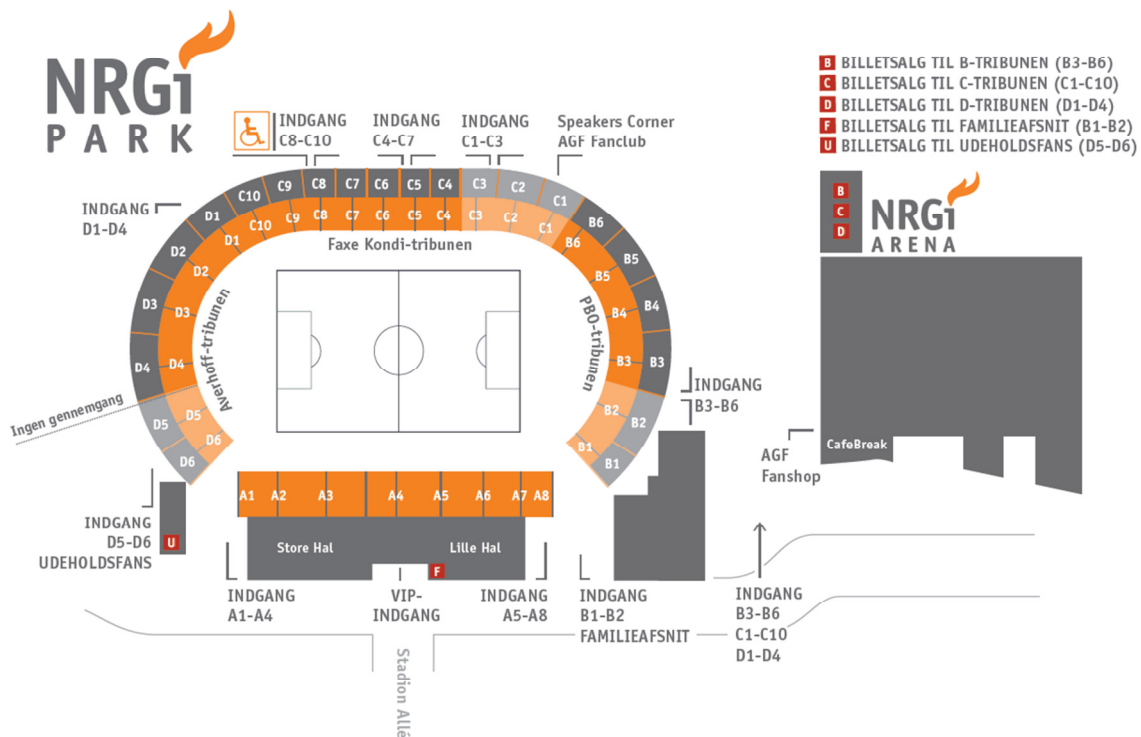 NRGi
PARK
B BILLETSALG TIL B-TRIBUNEN (B3-B6)
C BILLETSALG TIL C-TRIBUNEN (C1-C10)
D BILLETSALG TIL D-TRIBUNEN (D1-D4)
F BILLETSALG TIL FAMILIEAFSNIT (B1-B2)
U BILLETSALG TIL UDEHOLDSFANS (D5-D6)
INDGANG
C8-C10
INDGANG
C4-C7
INDGANG
C1-C3
Speakers Corner
AGF Fanclub
INDGANG
D1-D4
D6
D5
D4
D3
D2
D1
C10
C9
C8
C7
C6
C5
C4
C3
C2
C1
B6
B5
B4
B3
B2
B1
D6
D5
D4
D3
D2
D1
C10
C9
C8
C7
C6
C5
C4
C3
C2
C1
B6
B5
B4
B3
B2
B1
Faxe Kondi-tribunen
Averhoff-tribunen
PBO-tribunen
B
C
D
NRGi
ARENA
Ingen gennemgang
INDGANG
B3-B6
AGF
Fanshop
CafeBreak
A1 A2 A3 A4 A5 A6 A7 A8
Store Hal
Lille Hal
U
F
INDGANG
D5-D6
UDEHOLDSFANS
INDGANG
A1-A4
VIP-
INDGANG
INDGANG
A5-A8
INDGANG
B1-B2
FAMILIEAFSNIT
INDGANG
B3-B6
C1-C10
D1-D4
Stadion Allé